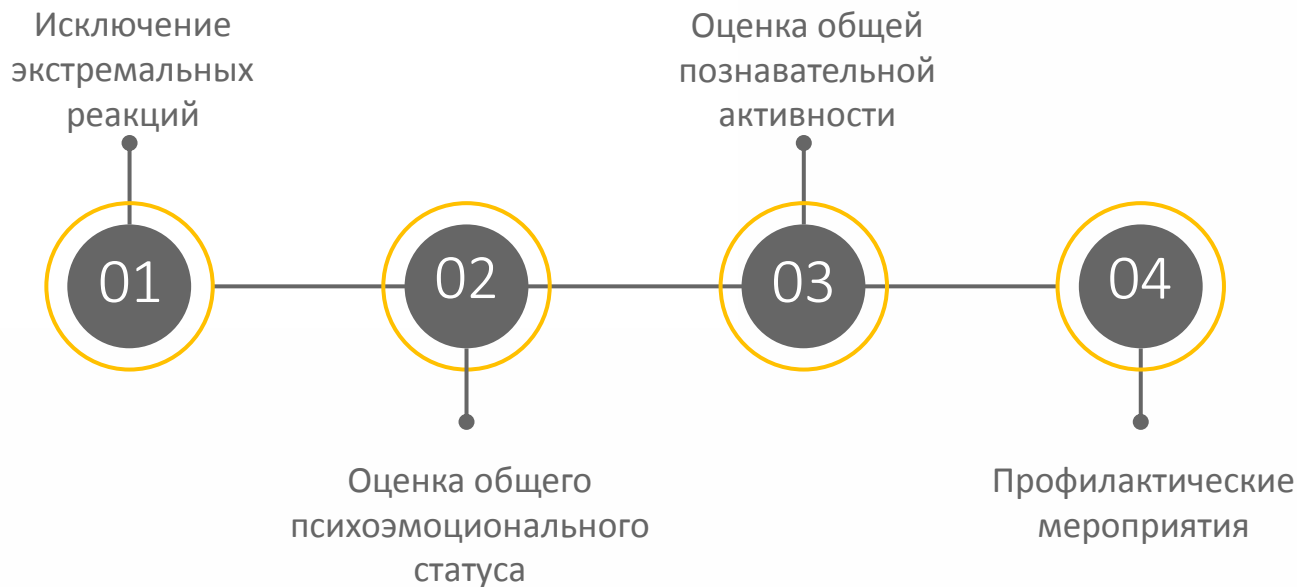 Исключение
экстремальных
реакций
Оценка общей
познавательной
активности
01
02
03
04
Оценка общего
психоэмоционального
статуса
Профилактические
мероприятия